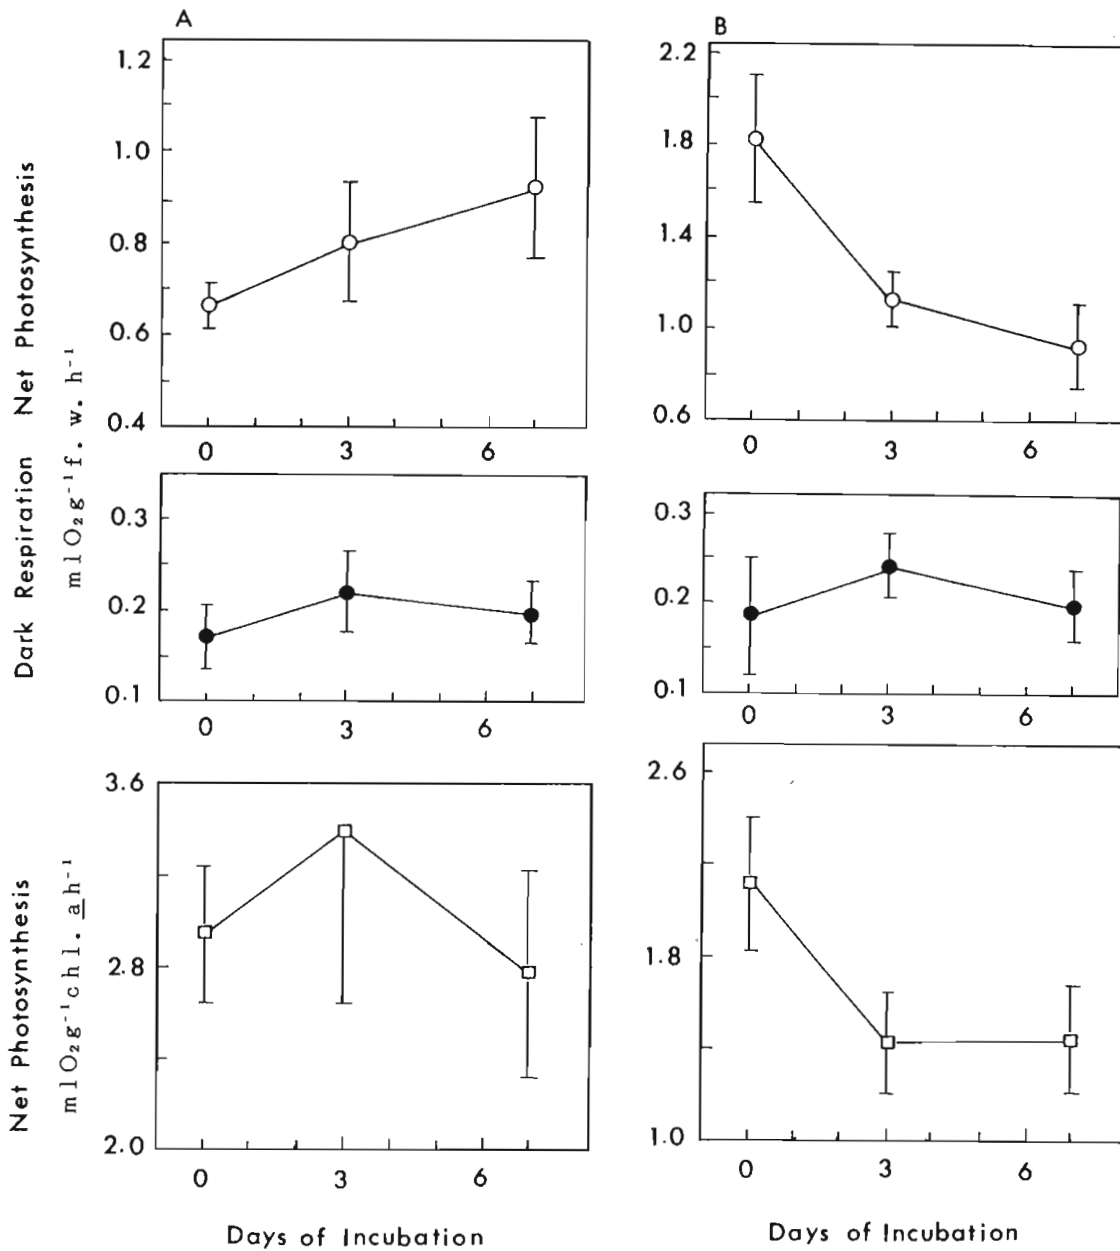 A
B
Net Photosynthesis
Dark Respiration
ml O₂ g⁻¹ f. w. h⁻¹
1.2
1.0
0.8
0.6
0.4
0 3 6
2.2
1.8
1.4
1.0
0.6
0 3 6
0.3
0.2
0.1
0 3 6
0.3
0.2
0.1
0 3 6
Net Photosynthesis
ml O₂ g⁻¹ chl. a h⁻¹
3.6
2.8
2.0
0 3 6
Days of Incubation
2.6
1.8
1.0
0 3 6
Days of Incubation